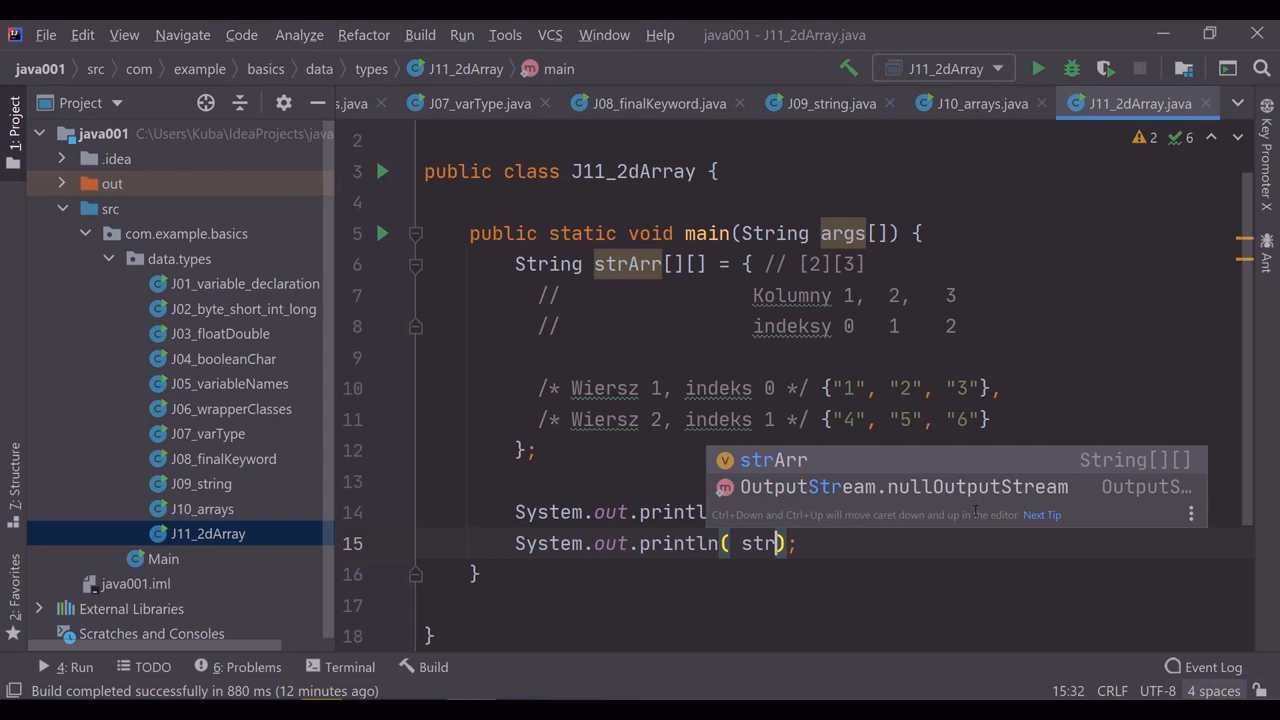 File Edit View Navigate Code Analyze Refactor Build Run Tools VCS Window Help java001 - J11_2dArray.java
java001 src com example basics data types J11_2dArray main J11_2dArray
1: Project
Project
s.java J07_varType.java J08_finalKeyword.java J09_string.java J10_arrays.java J11_2dArray.java
java001 C:\Users\Kuba\IdeaProjects\java
.idea
out
src
com.example.basics
data.types
J01_variable_declaration
J02_byte_short_int_long
J03_floatDouble
J04_booleanChar
J05_variableNames
J06_wrapperClasses
J07_varType
J08_finalKeyword
J09_string
J10_arrays
J11_2dArray
Main
java001.iml
External Libraries
Scratches and Consoles
7: Structure
2: Favorites
2 6
2
3 public class J11_2dArray {
4
5 public static void main(String args[]) {
6 String strArr[][] = { // [2][3]
7 // Kolumny 1, 2, 3
8 // indeksy 0 1 2
9
10 /* Wiersz 1, indeks 0 */ {"1", "2", "3"},
11 /* Wiersz 2, indeks 1 */ {"4", "5", "6"}
12 };
13
14 System.out.printl
15 System.out.println( str);
16 }
17
18 }
strArr String[][]
OutputStream.nullOutputStream OutputS…
Ctrl+Down and Ctrl+Up will move caret down and up in the editor Next Tip
Key Promoter X
Ant
4: Run TODO 6: Problems Terminal Build Event Log
Build completed successfully in 880 ms (12 minutes ago) 15:32 CRLF UTF-8 4 spaces